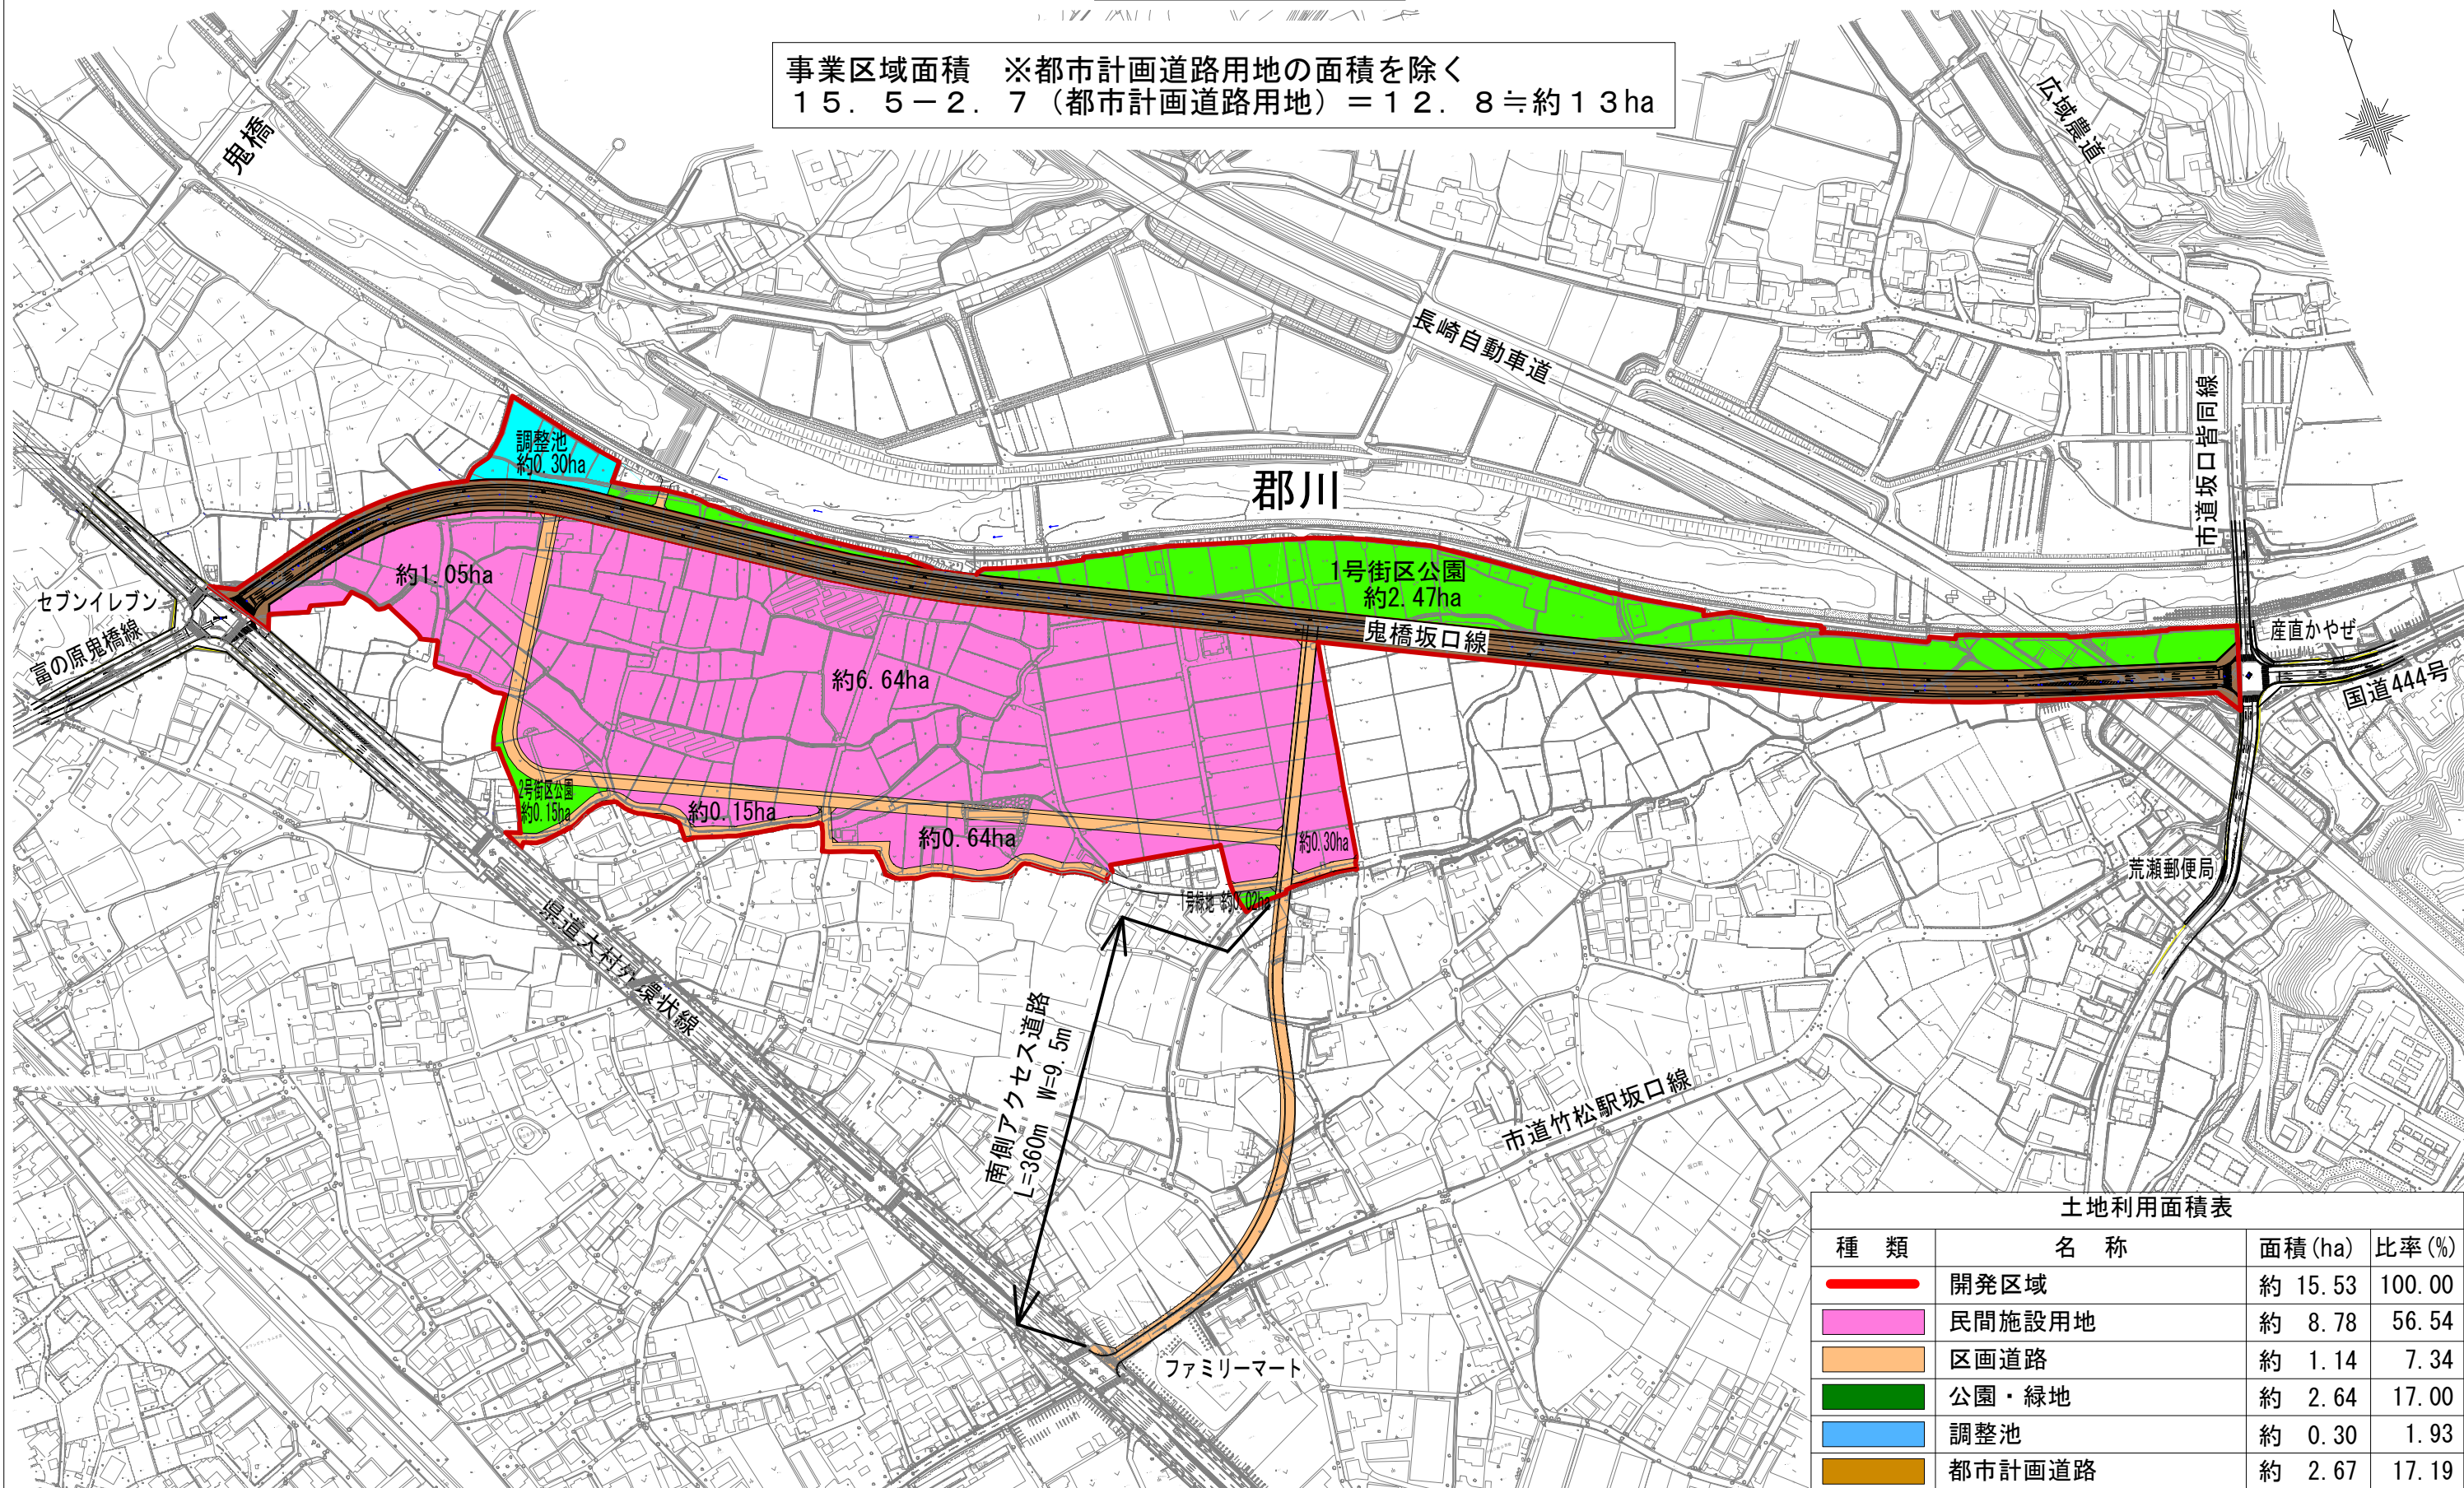 事業区域面積　※都市計画道路用地の面積を除く
１５．５－２．７（都市計画道路用地）＝１２．８≒約１３ha
鬼橋
広域農道
長崎自動車道
市道坂口皆同線
調整池
約0.30ha
郡川
1号街区公園
約2.47ha
約1.05ha
セブンイレブン
富の原鬼橋線
鬼橋坂口線
産直かやぜ
国道444号
約6.64ha
2号街区公園
約0.15ha
約0.15ha
約0.64ha
約0.30ha
1号緑地 約0.02ha
荒瀬郵便局
県道大村外環状線
南側アクセス道路
L=360m　W=9.5m
市道竹松駅坂口線
ファミリーマート
土地利用面積表
種　類　名　称　面積(ha)　比率(%)
開発区域　約 15.53　100.00
民間施設用地　約 8.78　56.54
区画道路　約 1.14　7.34
公園・緑地　約 2.64　17.00
調整池　約 0.30　1.93
都市計画道路　約 2.67　17.19